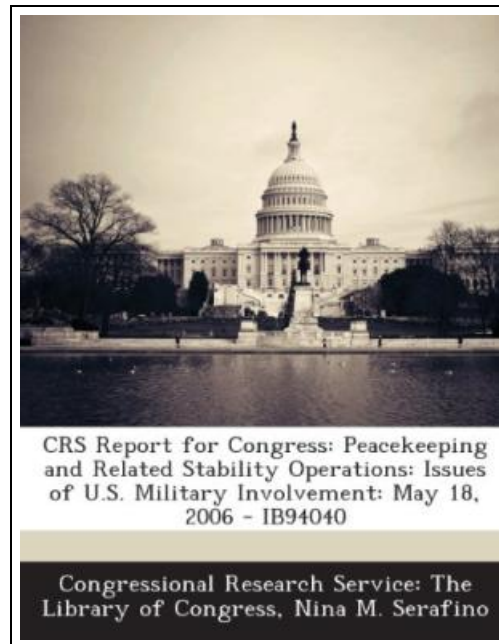 CRS Report for Congress: Peacekeeping
and Related Stability Operations: Issues
of U.S. Military Involvement: May 18,
2006 - IB94040
Congressional Research Service: The
Library of Congress, Nina M. Serafino